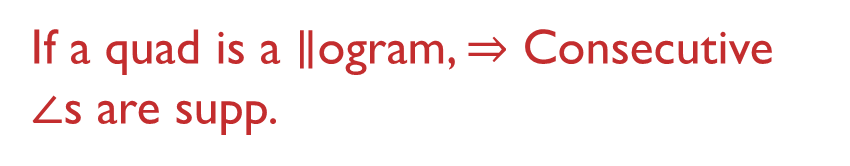 If a quad is a ∥ogram, ⇒ Consecutive
∠s are supp.